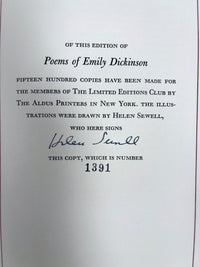 OF THIS EDITION OF
Poems of Emily Dickinson
FIFTEEN HUNDRED COPIES HAVE BEEN MADE FOR
THE MEMBERS OF THE LIMITED EDITIONS CLUB BY
THE ALDUS PRINTERS IN NEW YORK. THE ILLUS-
TRATIONS WERE DRAWN BY HELEN SEWELL,
WHO HERE SIGNS
Helen Sewell
THIS COPY, WHICH IS NUMBER
1391